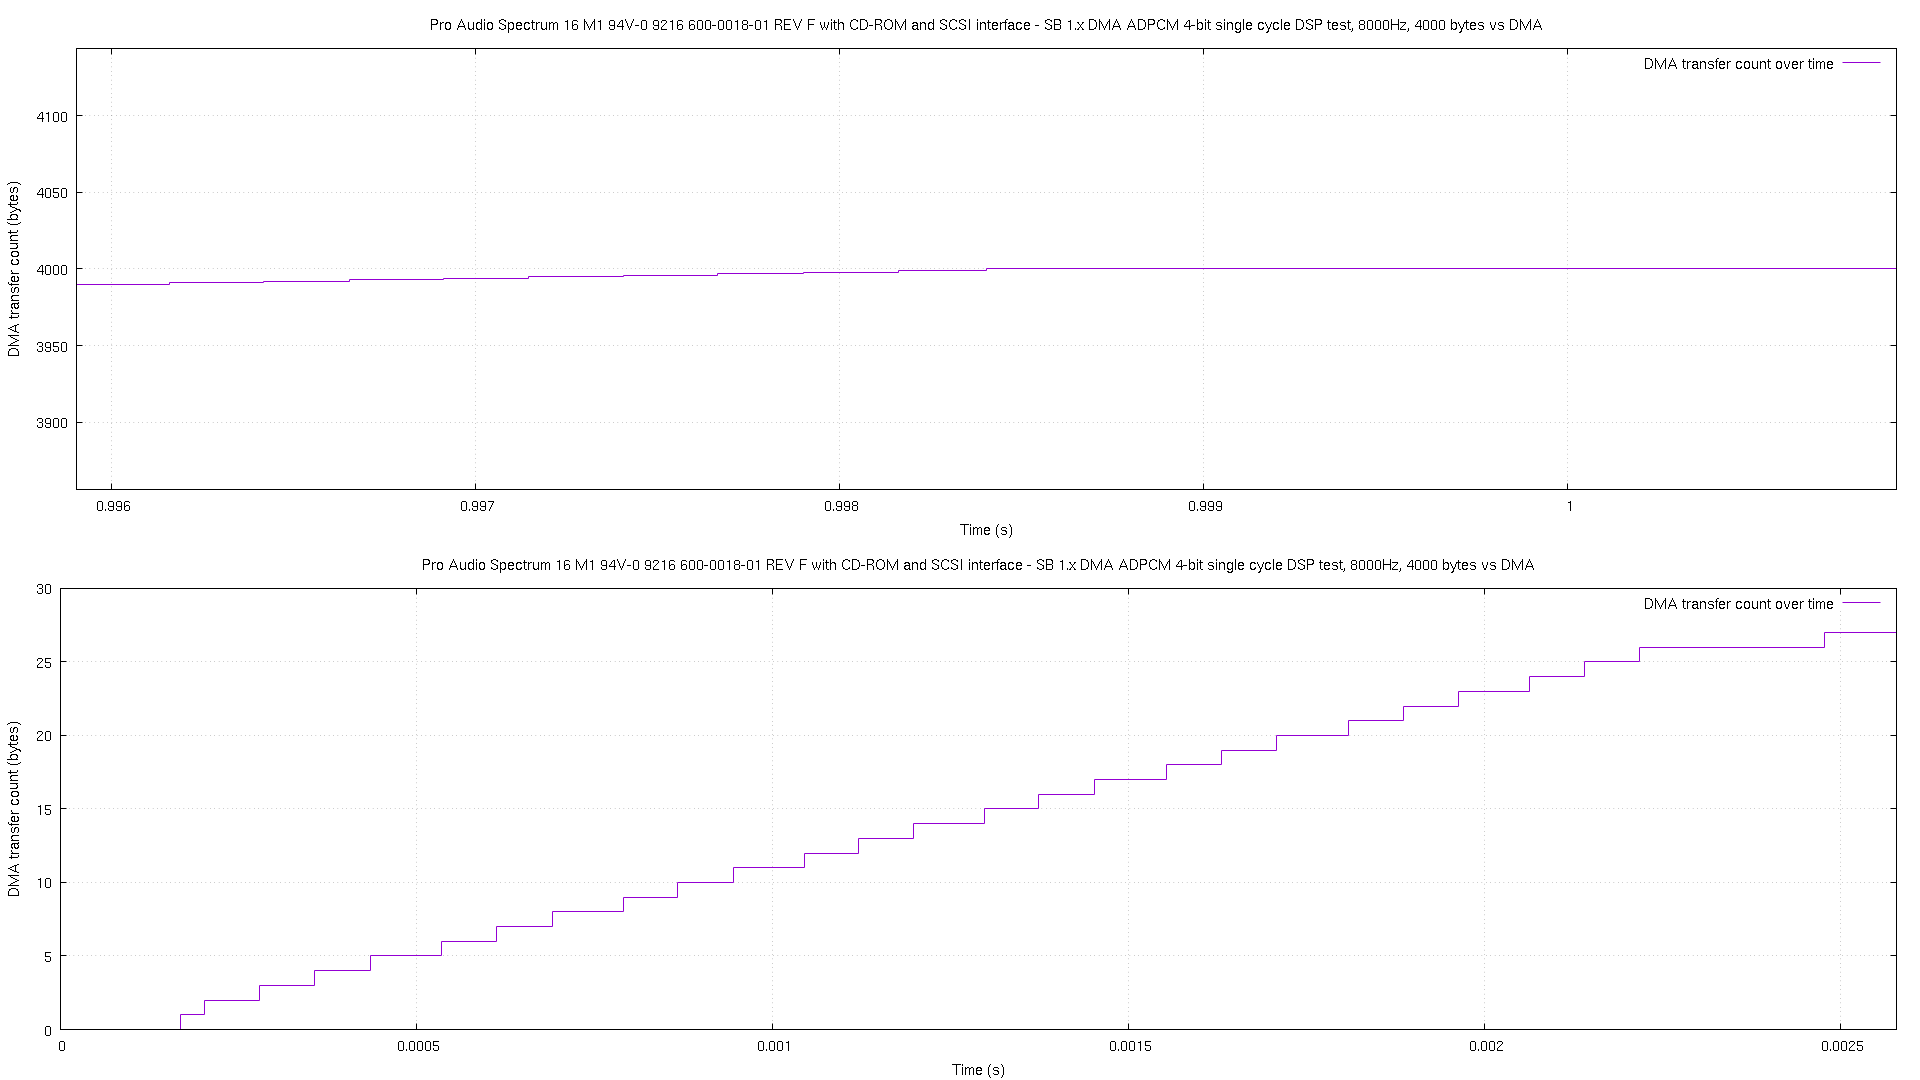 Pro Audio Spectrum 16 M1 94V-0 9216 600-0018-01 REV F with CD-ROM and SCSI interface - SB 1.x DMA ADPCM 4-bit single cycle DSP test, 8000Hz, 4000 bytes vs DMA
DMA transfer count over time
4100
4050
4000
3950
3900
DMA transfer count (bytes)
0.996 0.997 0.998 0.999 1
Time (s)
Pro Audio Spectrum 16 M1 94V-0 9216 600-0018-01 REV F with CD-ROM and SCSI interface - SB 1.x DMA ADPCM 4-bit single cycle DSP test, 8000Hz, 4000 bytes vs DMA
DMA transfer count over time
30
25
20
15
10
5
0
DMA transfer count (bytes)
0 0.0005 0.001 0.0015 0.002 0.0025
Time (s)